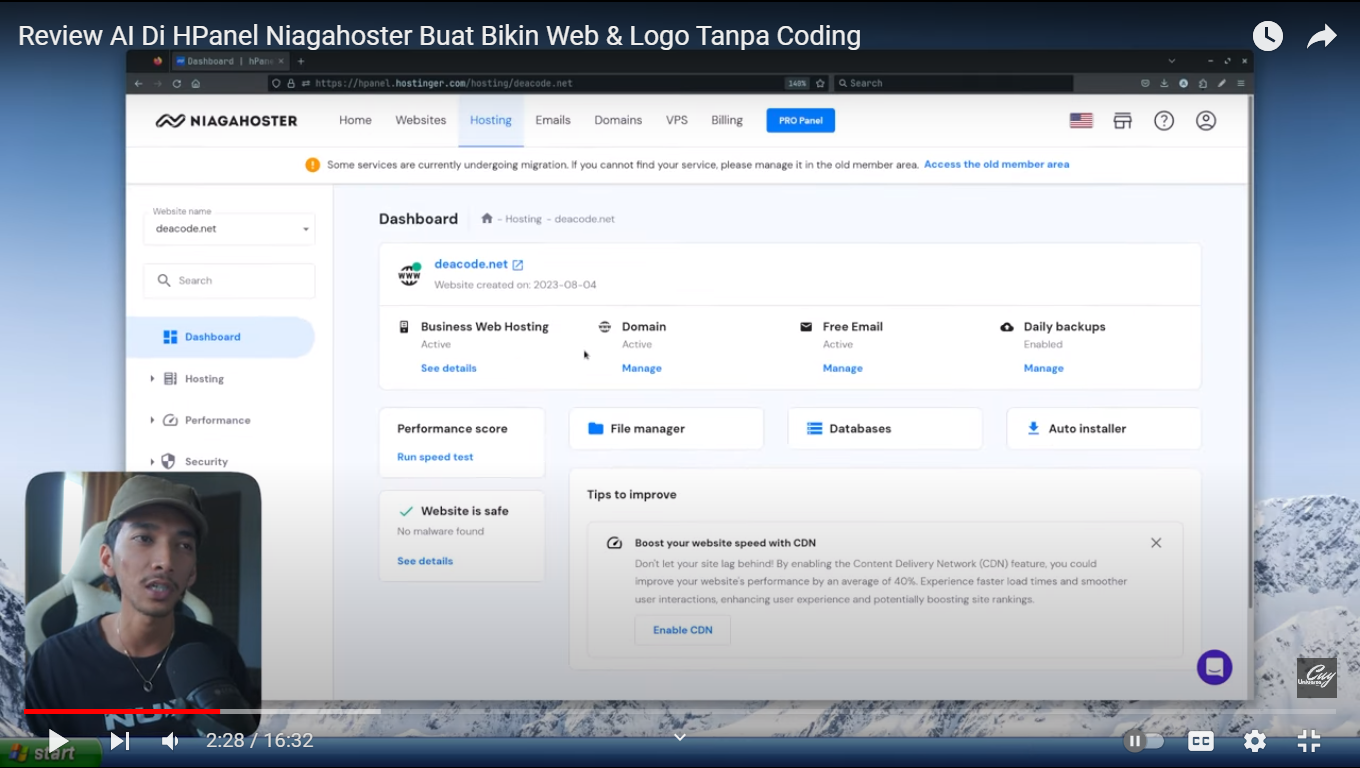 Review AI Di HPanel Niagahoster Buat Bikin Web & Logo Tanpa Coding
Dashboard | hPan
https://hpanel.hostinger.com/hosting/deacode.net
140%
Search
NIAGAHOSTER
Home
Websites
Hosting
Emails
Domains
VPS
Billing
PRO Panel
Some services are currently undergoing migration. If you cannot find your service, please manage it in the old member area. Access the old member area
Website name
deacode.net
Search
Dashboard
Hosting
Performance
Security
Dashboard
- Hosting - deacode.net
www
deacode.net
Website created on: 2023-08-04
Business Web Hosting
Active
See details
Domain
Active
Manage
Free Email
Active
Manage
Daily backups
Enabled
Manage
Performance score
Run speed test
File manager
Databases
Auto installer
Website is safe
No malware found
See details
Tips to improve
Boost your website speed with CDN
Don't let your site lag behind! By enabling the Content Delivery Network (CDN) feature, you could
improve your website's performance by an average of 40%. Experience faster load times and smoother
user interactions, enhancing user experience and potentially boosting site rankings.
Enable CDN
Cuy
Universe
start
2:28 / 16:32
CC